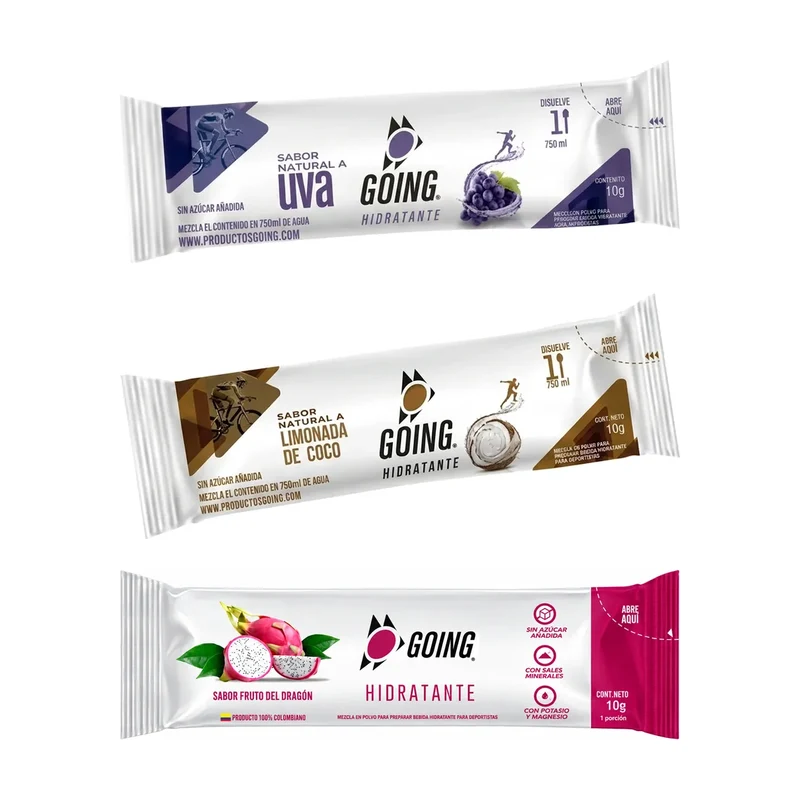 SABOR
NATURAL A
UVA
SIN AZÚCAR AÑADIDA
MEZCLA EL CONTENIDO EN 750ml DE AGUA
WWW.PRODUCTOSGOING.COM
GOING®
HIDRATANTE
DISUELVE
1
750 ml
ABRE
AQUÍ
10g
SABOR
NATURAL A
LIMONADA
DE COCO
SIN AZÚCAR AÑADIDA
MEZCLA EL CONTENIDO EN 750ml DE AGUA
WWW.PRODUCTOSGOING.COM
GOING®
HIDRATANTE
DISUELVE
1
750 ml
ABRE
AQUÍ
CONT. NETO
10g
MEZCLA DE POLVO PARA
PREPARAR BEBIDA HIDRATANTE
PARA DEPORTISTAS
SABOR FRUTO DEL DRAGÓN
PRODUCTO 100% COLOMBIANO
GOING®
HIDRATANTE
MEZCLA EN POLVO PARA PREPARAR BEBIDA HIDRATANTE PARA DEPORTISTAS
SIN AZÚCAR
AÑADIDA
CON SALES
MINERALES
CON POTASIO
Y MAGNESIO
ABRE
AQUÍ
CONT. NETO
10g
1 porción